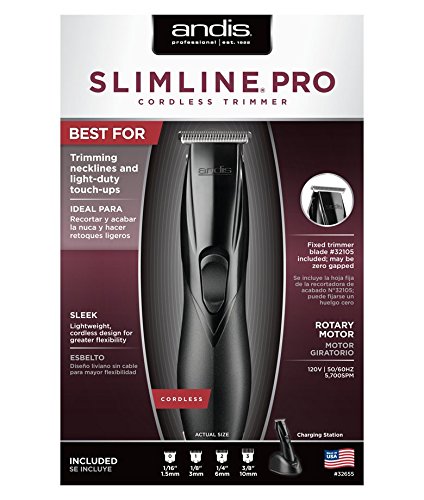 andis
professional | est. 1922
SLIMLINE® PRO
CORDLESS TRIMMER
BEST FOR
Trimming
necklines and
light-duty
touch-ups
IDEAL PARA
Recortar y acabar
la nuca y hacer
retoques ligeros
andis
Fixed trimmer
blade #32105
included; may be
zero gapped
Se incluye la hoja fija
de la recortadora de
acabado N°32105;
puede fijarse un
huelgo cero
SLEEK
Lightweight,
cordless design for
greater flexibility
ESBELTO
Diseño liviano sin cable
para mayor flexibilidad
ROTARY
MOTOR
MOTOR
GIRATORIO
120V | 50/60HZ
5,700SPM
CORDLESS
ACTUAL SIZE
Charging Station
INCLUDED
SE INCLUYE
0
1
2
3
1/16"
1.5mm
1/8"
3mm
1/4"
6mm
3/8"
10mm
Made in
USA
#32655